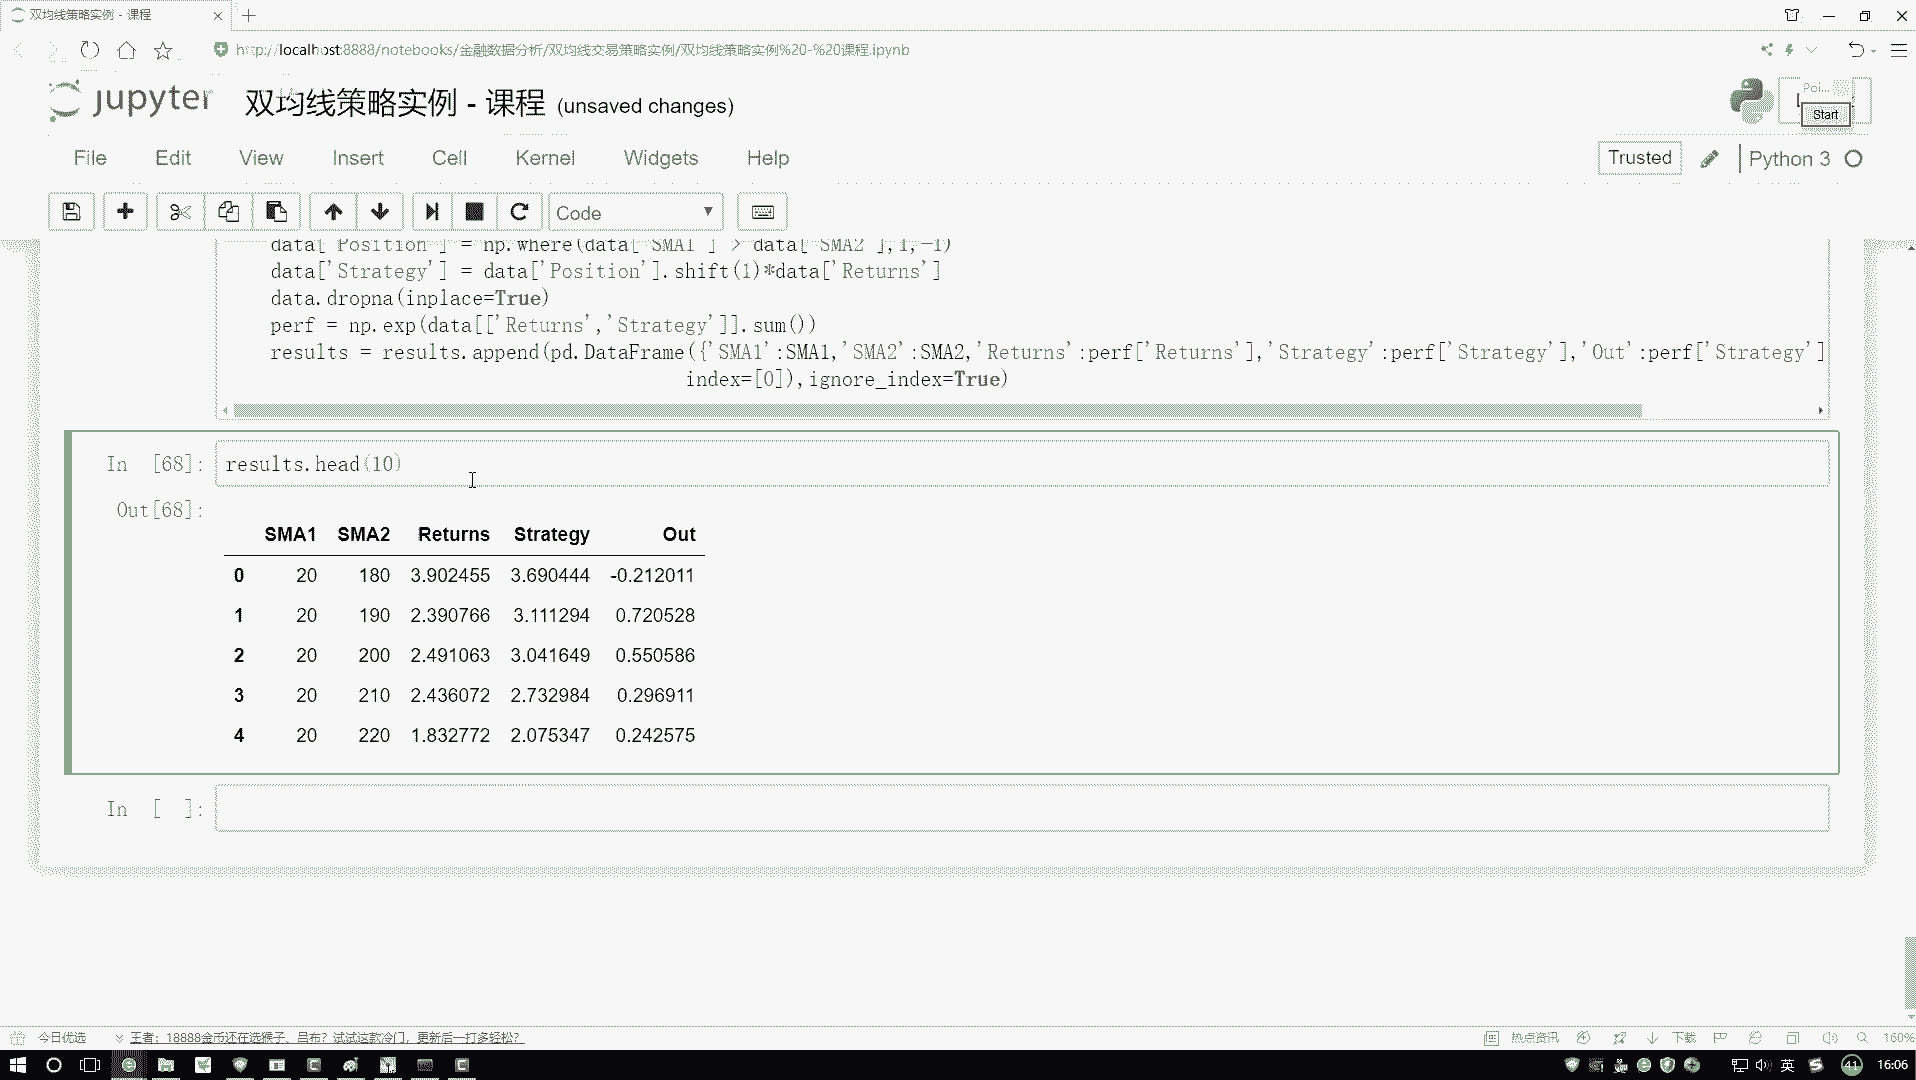 双均线策略实例 - 课程
http://localhost:8888/notebooks/金融数据分析/双均线交易策略实例/双均线策略实例%20-%20课程.ipynb
jupyter 双均线策略实例 - 课程 (unsaved changes)
Poi...
Start
File Edit View Insert Cell Kernel Widgets Help
Trusted Python 3
Code
data['Position'] = np.where(data['SMA1'] > data['SMA2'],1,-1)
data['Strategy'] = data['Position'].shift(1)*data['Returns']
data.dropna(inplace=True)
perf = np.exp(data[['Returns','Strategy']].sum())
results = results.append(pd.DataFrame({'SMA1':SMA1,'SMA2':SMA2,'Returns':perf['Returns'],'Strategy':perf['Strategy'],'Out':perf['Strategy']
index=[0]),ignore_index=True)
In [68]: results.head(10)
Out[68]:
SMA1 SMA2 Returns Strategy Out
0 20 180 3.902455 3.690444 -0.212011
1 20 190 2.390766 3.111294 0.720528
2 20 200 2.491063 3.041649 0.550586
3 20 210 2.436072 2.732984 0.296911
4 20 220 1.832772 2.075347 0.242575
In [ ]:
今日优选 王者：18888金币还在选猴子、吕布？试试这款冷门，更新后一打多轻松？ 热点资讯 下载 160%
英 41 16:06